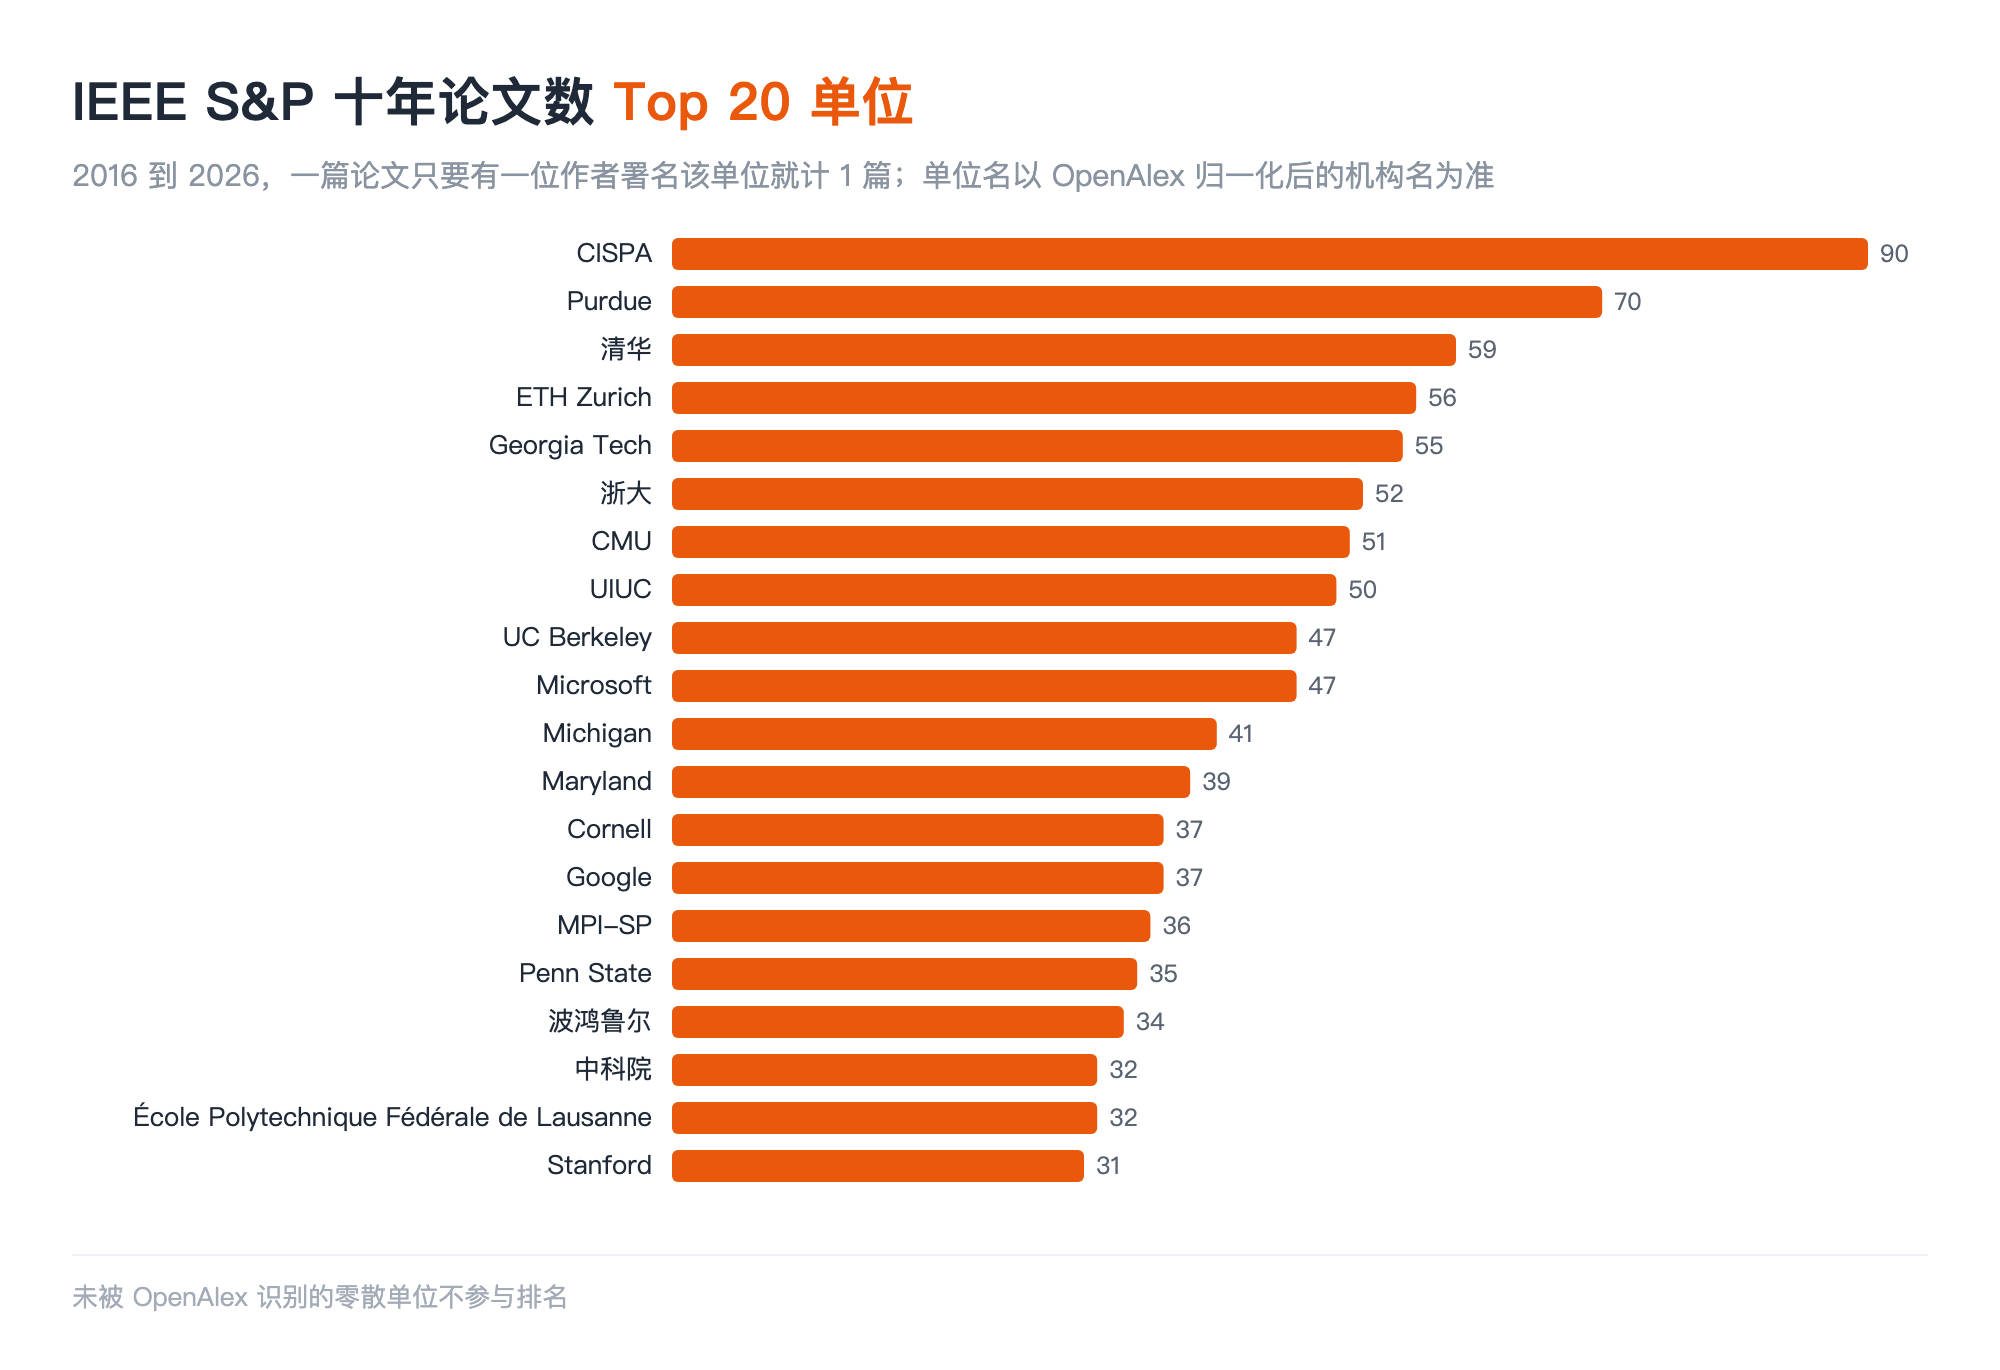 IEEE S&P 十年论文数 Top 20 单位
2016 到 2026，一篇论文只要有一位作者署名该单位就计 1 篇；单位名以 OpenAlex 归一化后的机构名为准
CISPA 90
Purdue 70
清华 59
ETH Zurich 56
Georgia Tech 55
浙大 52
CMU 51
UIUC 50
UC Berkeley 47
Microsoft 47
Michigan 41
Maryland 39
Cornell 37
Google 37
MPI-SP 36
Penn State 35
波鸿鲁尔 34
中科院 32
École Polytechnique Fédérale de Lausanne 32
Stanford 31
未被 OpenAlex 识别的零散单位不参与排名